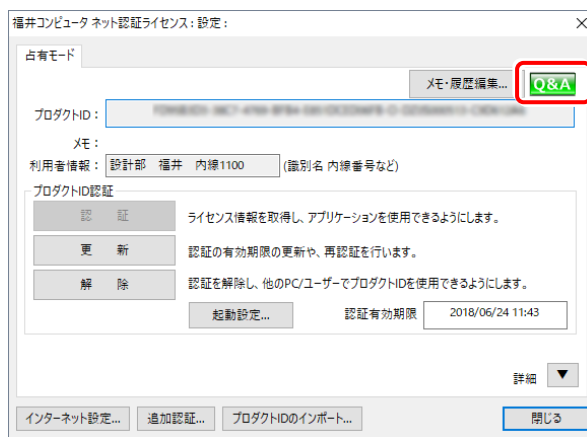 福井コンピュータ ネット認証ライセンス : 設定 :
占有モード
メモ・履歴編集...
Q&A
プロダクトID :
メモ :
利用者情報 : 設計部 福井 内線1100 (識別名 内線番号など)
プロダクトID認証
認 証 ライセンス情報を取得し、アプリケーションを使用できるようにします。
更 新 認証の有効期限の更新や、再認証を行います。
解 除 認証を解除し、他のPC/ユーザーでプロダクトIDを使用できるようにします。
起動設定... 認証有効期限 2018/06/24 11:43
詳細 ▼
インターネット設定... 追加認証... プロダクトIDのインポート... 閉じる